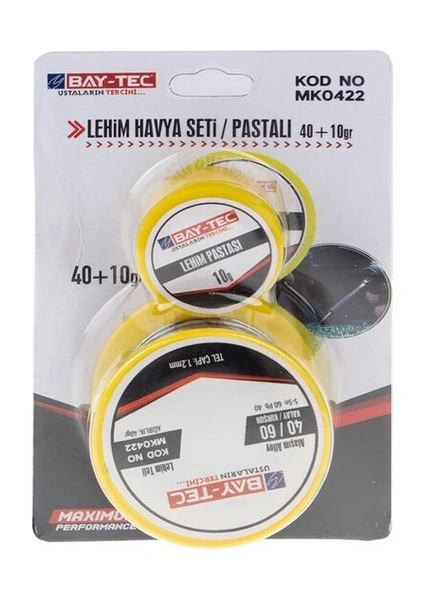 BAY-TEC
USTALARIN TERCİHİ...
KOD NO
MK0422
LEHİM HAVYA SETİ / PASTALI 40+10gr
BAY-TEC
USTALARIN TERCİHİ...
LEHİM PASTASI
10g
40+10g
TEL ÇAPI: 1.2mm
S-Sn 60 Pb 40
KALAY / KURŞUN
40 / 60
Alaşım Alloy
AĞIRLIK: 40gr
MK0422
KOD NO
Lehim Teli
BAY-TEC
USTALARIN TERCİHİ...
MAXIMU
PERFORMANCE